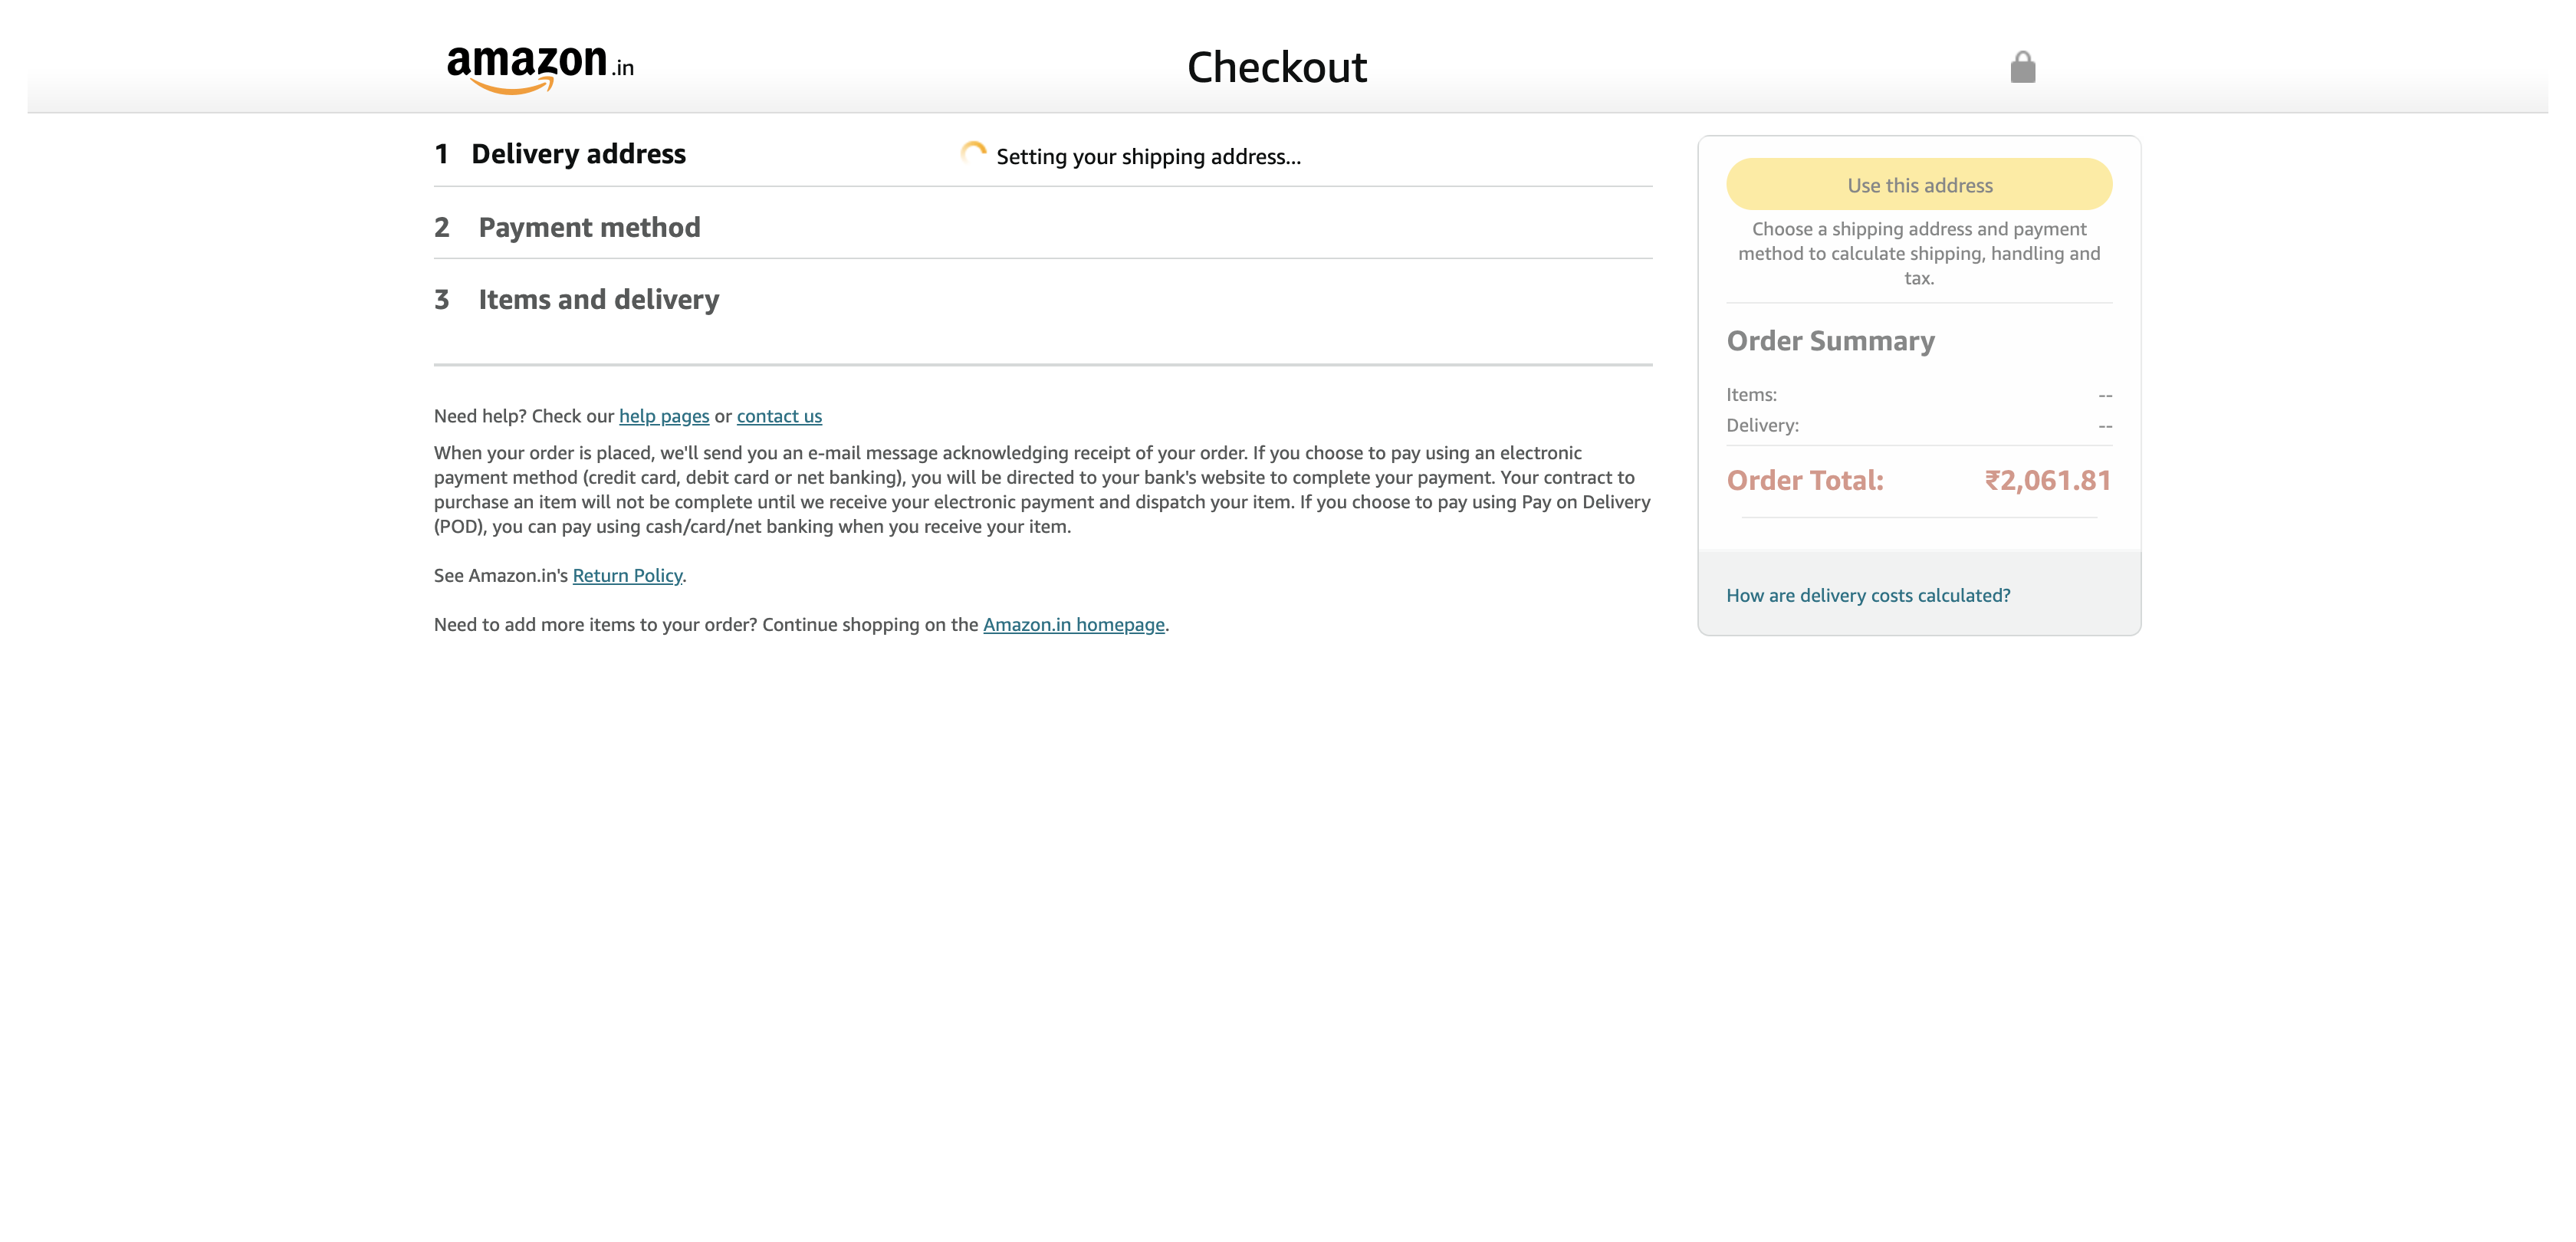 amazon.in
Checkout
1 Delivery address
Setting your shipping address...
2 Payment method
3 Items and delivery
Need help? Check our help pages or contact us
When your order is placed, we'll send you an e-mail message acknowledging receipt of your order. If you choose to pay using an electronic
payment method (credit card, debit card or net banking), you will be directed to your bank's website to complete your payment. Your contract to
purchase an item will not be complete until we receive your electronic payment and dispatch your item. If you choose to pay using Pay on Delivery
(POD), you can pay using cash/card/net banking when you receive your item.
See Amazon.in's Return Policy.
Need to add more items to your order? Continue shopping on the Amazon.in homepage.
Use this address
Choose a shipping address and payment
method to calculate shipping, handling and
tax.
Order Summary
Items: --
Delivery: --
Order Total: ₹2,061.81
How are delivery costs calculated?